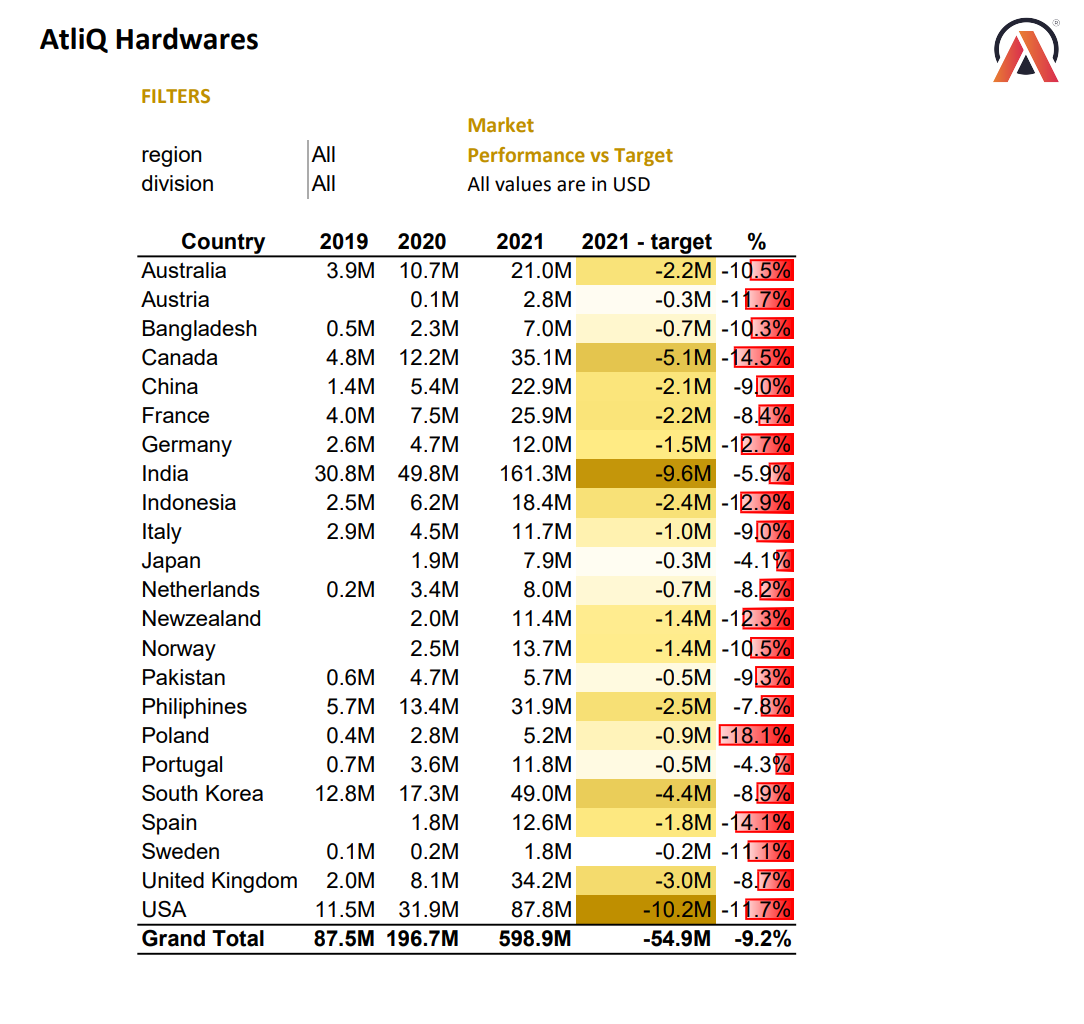 AtliQ Hardwares
FILTERS
Market
region All Performance vs Target
division All All values are in USD
Country 2019 2020 2021 2021 - target %
Australia 3.9M 10.7M 21.0M -2.2M -10.5%
Austria 0.1M 2.8M -0.3M -11.7%
Bangladesh 0.5M 2.3M 7.0M -0.7M -10.3%
Canada 4.8M 12.2M 35.1M -5.1M -14.5%
China 1.4M 5.4M 22.9M -2.1M -9.0%
France 4.0M 7.5M 25.9M -2.2M -8.4%
Germany 2.6M 4.7M 12.0M -1.5M -12.7%
India 30.8M 49.8M 161.3M -9.6M -5.9%
Indonesia 2.5M 6.2M 18.4M -2.4M -12.9%
Italy 2.9M 4.5M 11.7M -1.0M -9.0%
Japan 1.9M 7.9M -0.3M -4.1%
Netherlands 0.2M 3.4M 8.0M -0.7M -8.2%
Newzealand 2.0M 11.4M -1.4M -12.3%
Norway 2.5M 13.7M -1.4M -10.5%
Pakistan 0.6M 4.7M 5.7M -0.5M -9.3%
Philiphines 5.7M 13.4M 31.9M -2.5M -7.8%
Poland 0.4M 2.8M 5.2M -0.9M -18.1%
Portugal 0.7M 3.6M 11.8M -0.5M -4.3%
South Korea 12.8M 17.3M 49.0M -4.4M -8.9%
Spain 1.8M 12.6M -1.8M -14.1%
Sweden 0.1M 0.2M 1.8M -0.2M -11.1%
United Kingdom 2.0M 8.1M 34.2M -3.0M -8.7%
USA 11.5M 31.9M 87.8M -10.2M -11.7%
Grand Total 87.5M 196.7M 598.9M -54.9M -9.2%